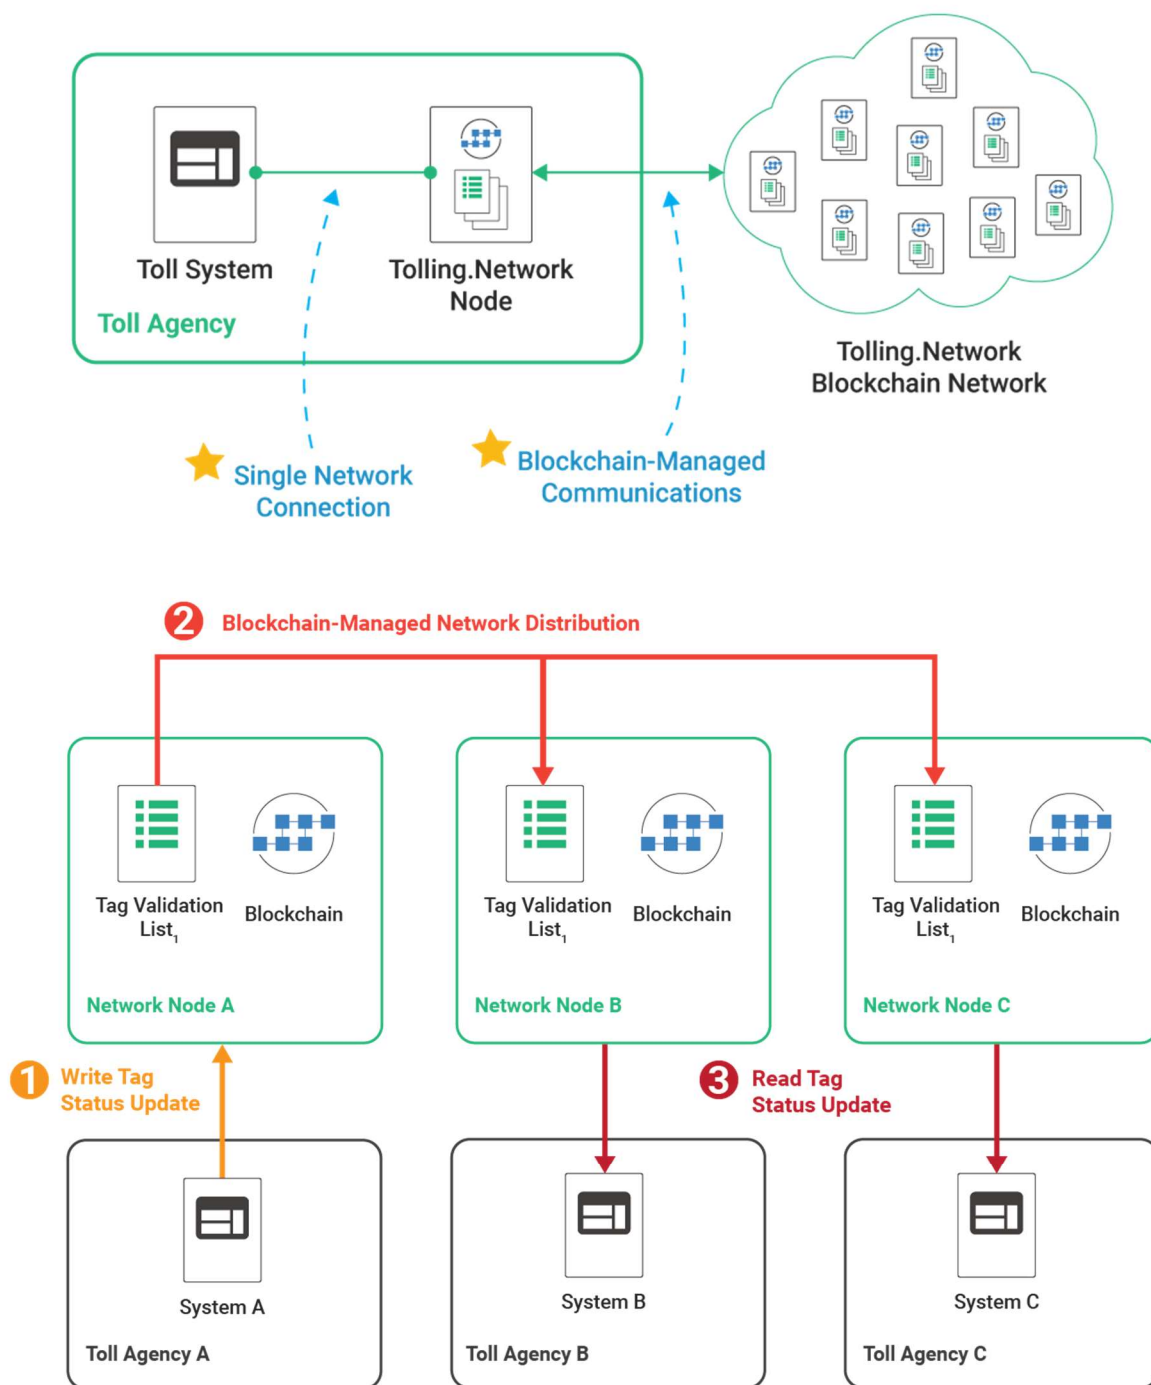 Toll System
Tolling.Network
Node
Toll Agency
Tolling.Network
Blockchain Network
Single Network
Connection
Blockchain-Managed
Communications
2 Blockchain-Managed Network Distribution
Tag Validation
List₁
Blockchain
Network Node A
Tag Validation
List₁
Blockchain
Network Node B
Tag Validation
List₁
Blockchain
Network Node C
1 Write Tag
Status Update
3 Read Tag
Status Update
System A
Toll Agency A
System B
Toll Agency B
System C
Toll Agency C